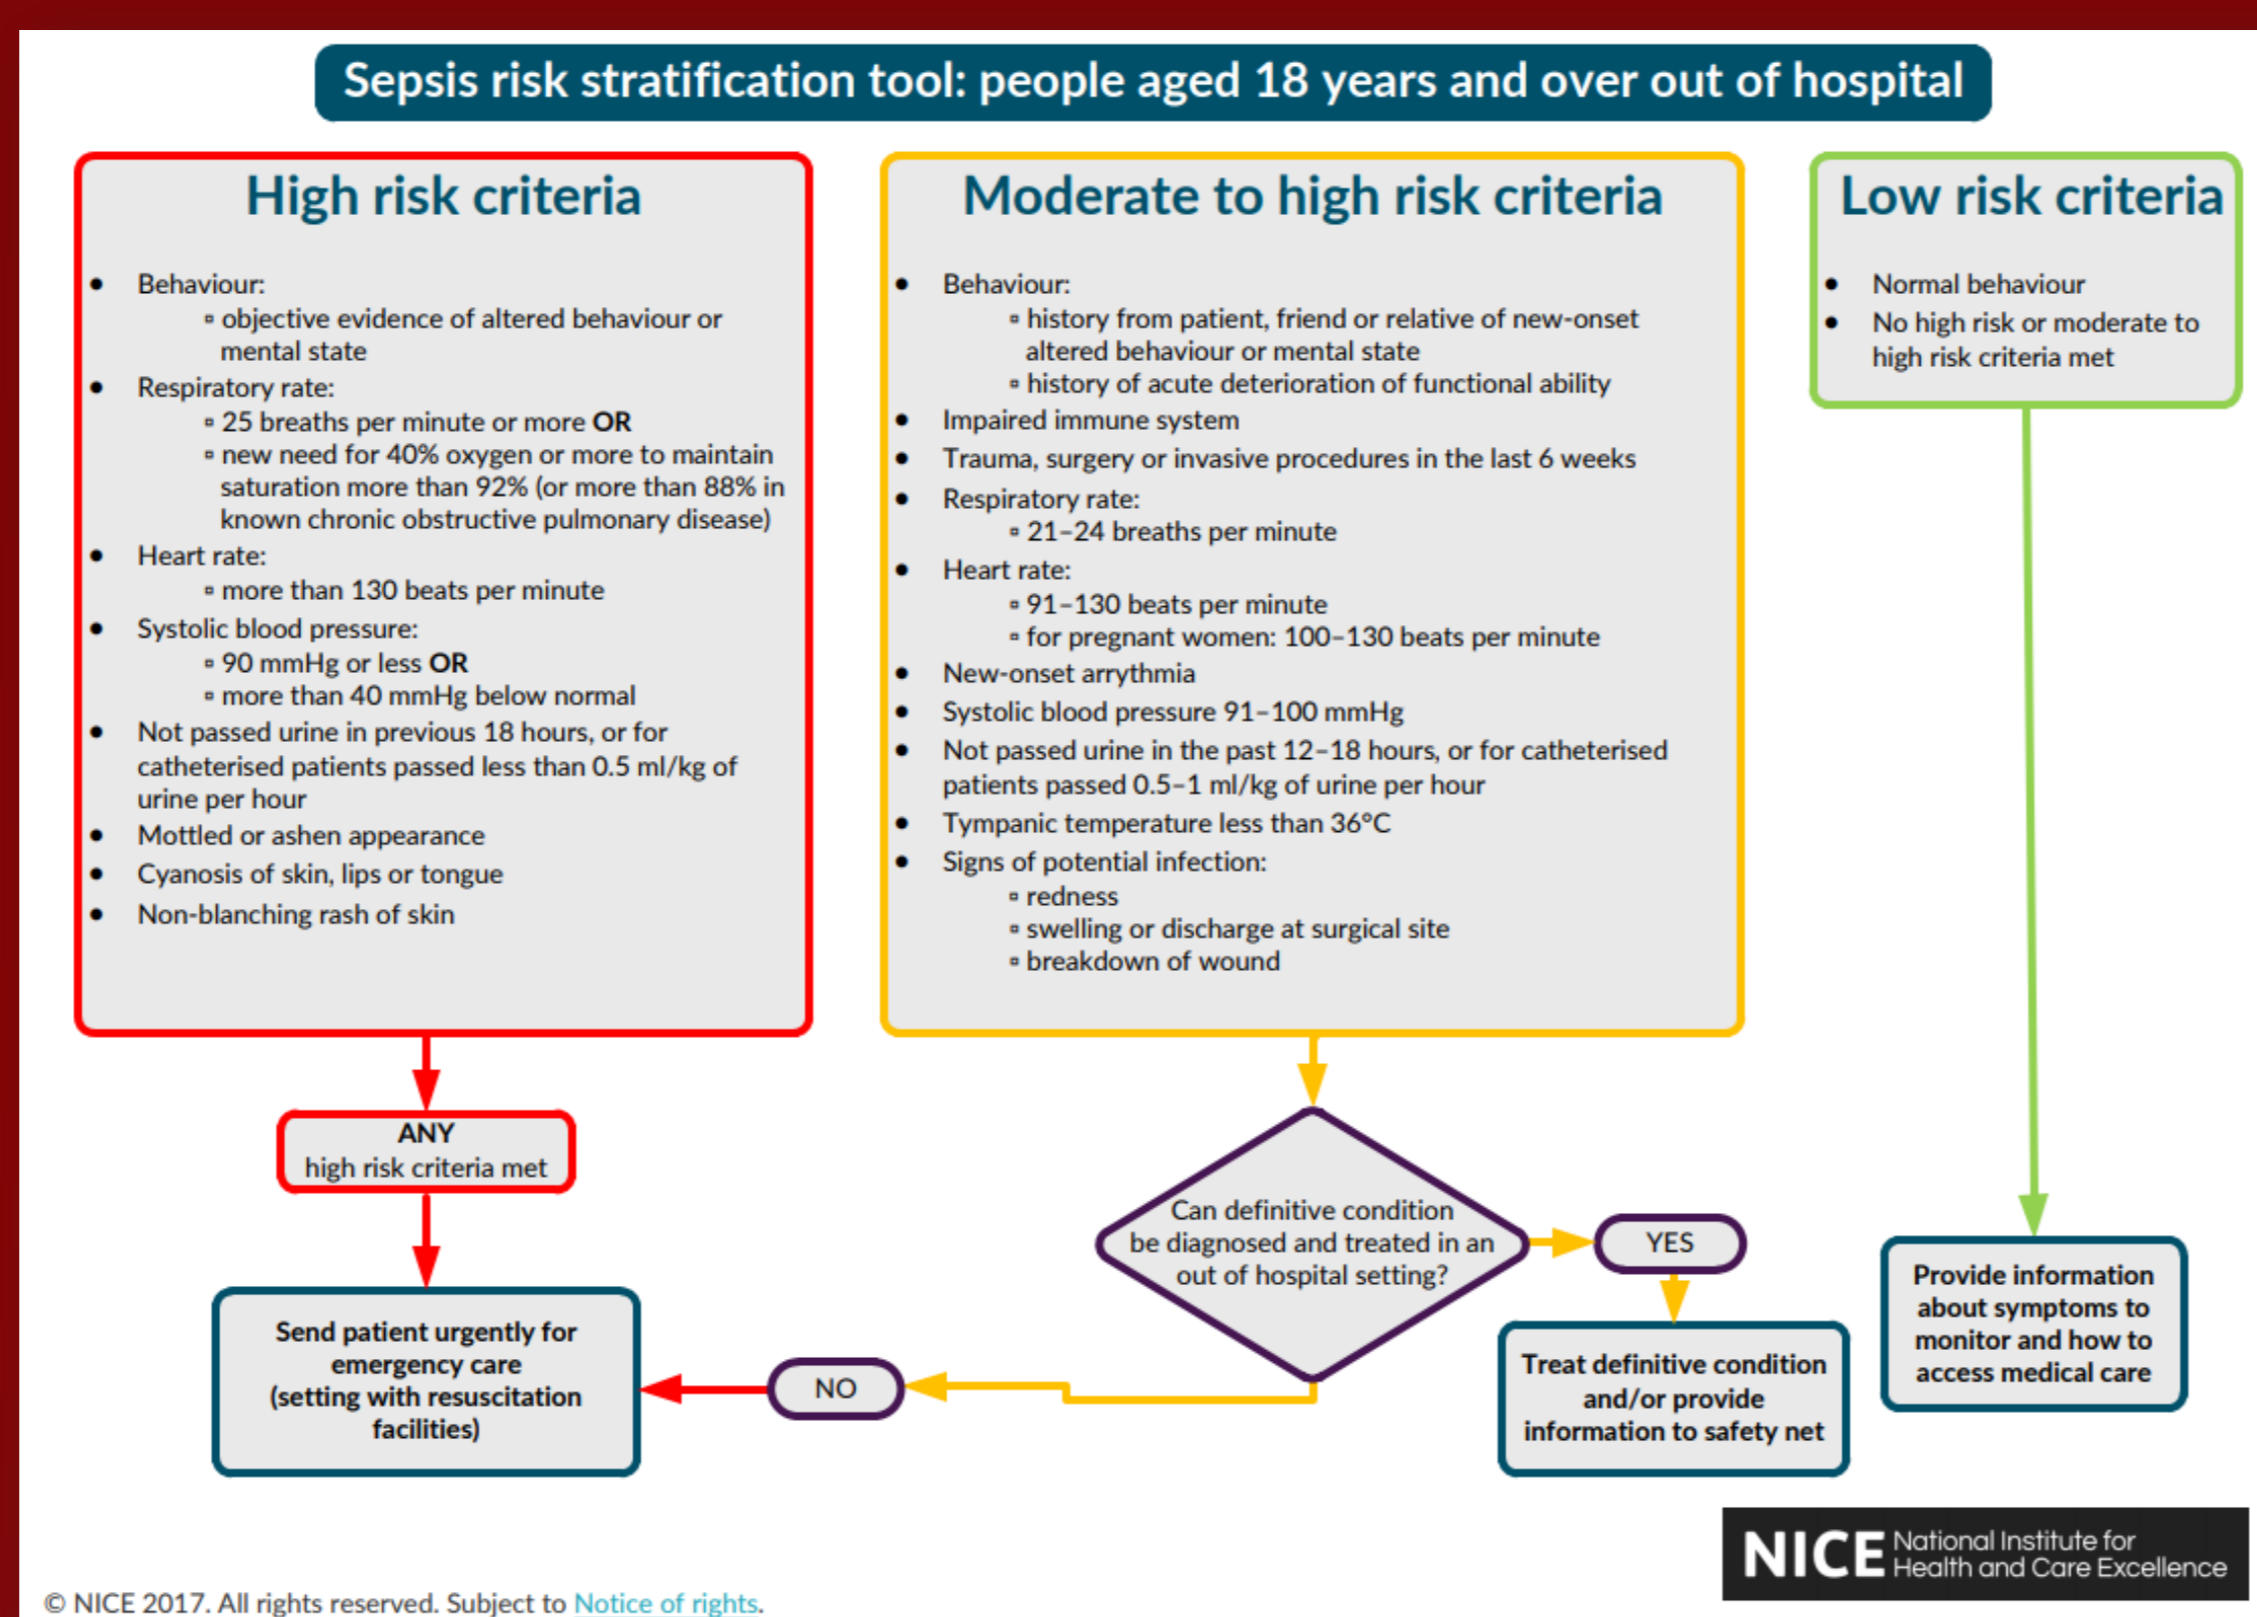 Sepsis risk stratification tool: people aged 18 years and over out of hospital
High risk criteria
• Behaviour:
▫ objective evidence of altered behaviour or
mental state
• Respiratory rate:
▫ 25 breaths per minute or more OR
▫ new need for 40% oxygen or more to maintain
saturation more than 92% (or more than 88% in
known chronic obstructive pulmonary disease)
• Heart rate:
▫ more than 130 beats per minute
• Systolic blood pressure:
▫ 90 mmHg or less OR
▫ more than 40 mmHg below normal
• Not passed urine in previous 18 hours, or for
catheterised patients passed less than 0.5 ml/kg of
urine per hour
• Mottled or ashen appearance
• Cyanosis of skin, lips or tongue
• Non-blanching rash of skin
Moderate to high risk criteria
• Behaviour:
▫ history from patient, friend or relative of new-onset
altered behaviour or mental state
▫ history of acute deterioration of functional ability
• Impaired immune system
• Trauma, surgery or invasive procedures in the last 6 weeks
• Respiratory rate:
▫ 21–24 breaths per minute
• Heart rate:
▫ 91–130 beats per minute
▫ for pregnant women: 100–130 beats per minute
• New-onset arrythmia
• Systolic blood pressure 91–100 mmHg
• Not passed urine in the past 12–18 hours, or for catheterised
patients passed 0.5–1 ml/kg of urine per hour
• Tympanic temperature less than 36°C
• Signs of potential infection:
▫ redness
▫ swelling or discharge at surgical site
▫ breakdown of wound
Low risk criteria
• Normal behaviour
• No high risk or moderate to
high risk criteria met
ANY
high risk criteria met
Send patient urgently for
emergency care
(setting with resuscitation
facilities)
Can definitive condition
be diagnosed and treated in an
out of hospital setting?
YES
NO
Treat definitive condition
and/or provide
information to safety net
Provide information
about symptoms to
monitor and how to
access medical care
NICE National Institute for
Health and Care Excellence
© NICE 2017. All rights reserved. Subject to Notice of rights.